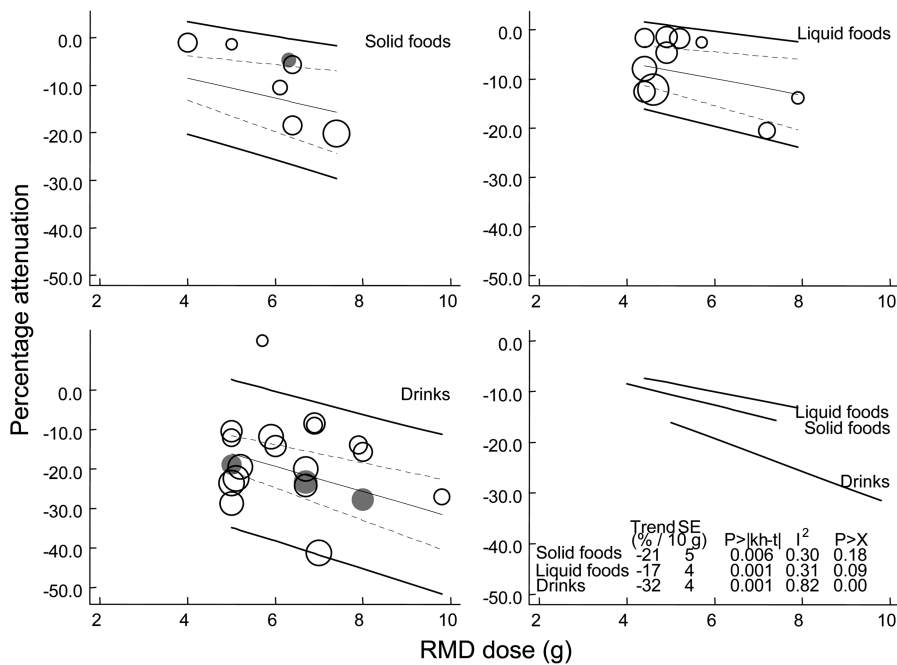 Percentage attenuation
Solid foods
0.0
-10.0
-20.0
-30.0
-40.0
-50.0
2 4 6 8 10
Liquid foods
0.0
-10.0
-20.0
-30.0
-40.0
-50.0
2 4 6 8 10
Drinks
0.0
-10.0
-20.0
-30.0
-40.0
-50.0
2 4 6 8 10
0.0
-10.0
-20.0
-30.0
-40.0
-50.0
Liquid foods
Solid foods
Drinks
Trend SE
(% / 10 g) P>|kh-t| I2 P>X
Solid foods -21 5 0.006 0.30 0.18
Liquid foods -17 4 0.001 0.31 0.09
Drinks -32 4 0.001 0.82 0.00
2 4 6 8 10
RMD dose (g)